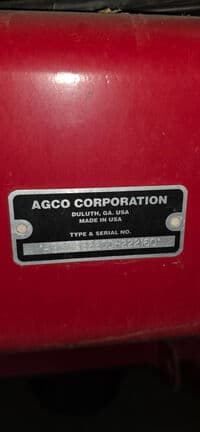 AGCO CORPORATION
DULUTH, GA. USA
MADE IN USA
TYPE & SERIAL NO.